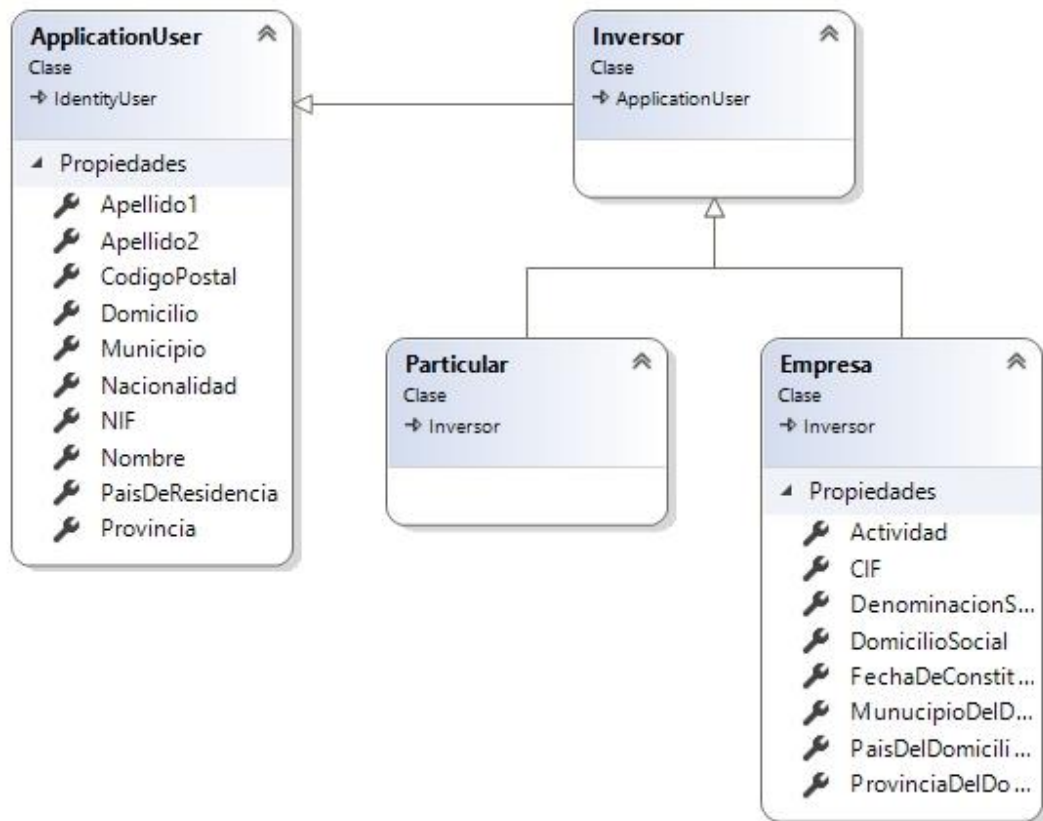 ApplicationUser
Clase
IdentityUser
Propiedades
Apellido1
Apellido2
CodigoPostal
Domicilio
Municipio
Nacionalidad
NIF
Nombre
PaisDeResidencia
Provincia
Inversor
Clase
ApplicationUser
Particular
Clase
Inversor
Empresa
Clase
Inversor
Propiedades
Actividad
CIF
DenominacionS...
DomicilioSocial
FechaDeConstit...
MunucipioDelD...
PaisDelDomicili...
ProvinciaDelDo...